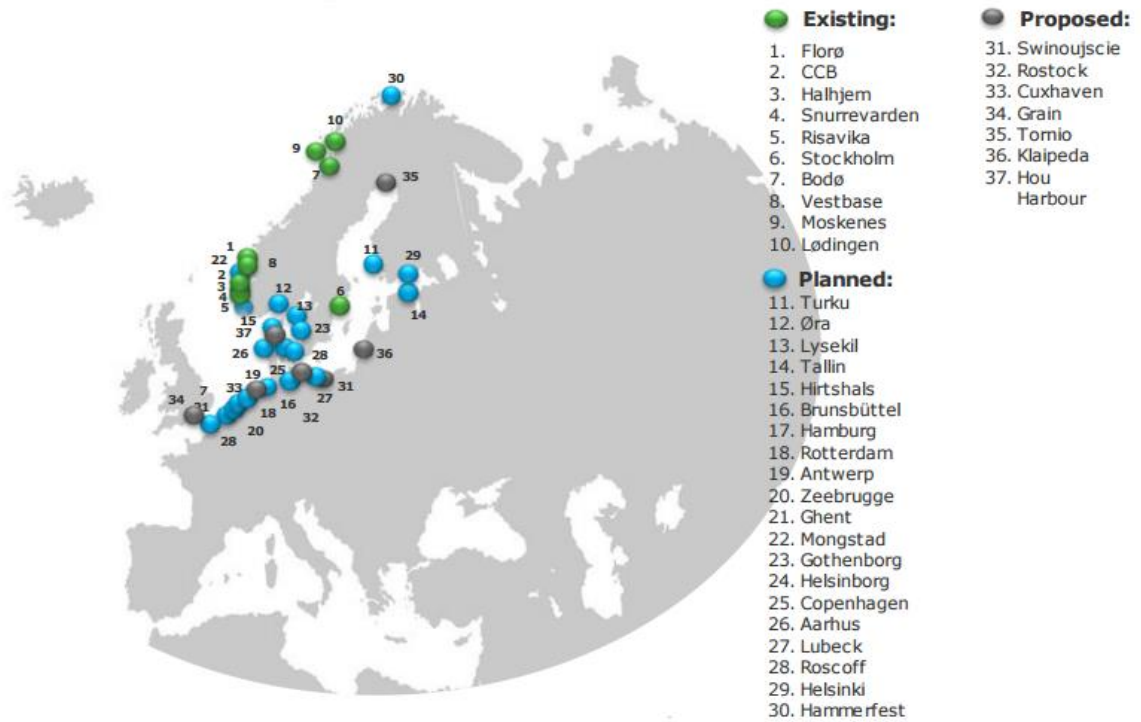 Existing:
1. Florø
2. CCB
3. Halhjem
4. Snurrevarden
5. Risavika
6. Stockholm
7. Bodø
8. Vestbase
9. Moskenes
10. Lødingen
Planned:
11. Turku
12. Øra
13. Lysekil
14. Tallin
15. Hirtshals
16. Brunsbüttel
17. Hamburg
18. Rotterdam
19. Antwerp
20. Zeebrugge
21. Ghent
22. Mongstad
23. Gothenborg
24. Helsinborg
25. Copenhagen
26. Aarhus
27. Lubeck
28. Roscoff
29. Helsinki
30. Hammerfest
Proposed:
31. Swinoujscie
32. Rostock
33. Cuxhaven
34. Grain
35. Tornio
36. Klaipeda
37. Hou
Harbour
30
10
9
7
35
1
22
8
11
29
2
3
4
5
12
6
14
13
15
37
23
26
28
36
25
19
31
7
33
34
16
27
18
32
20
28